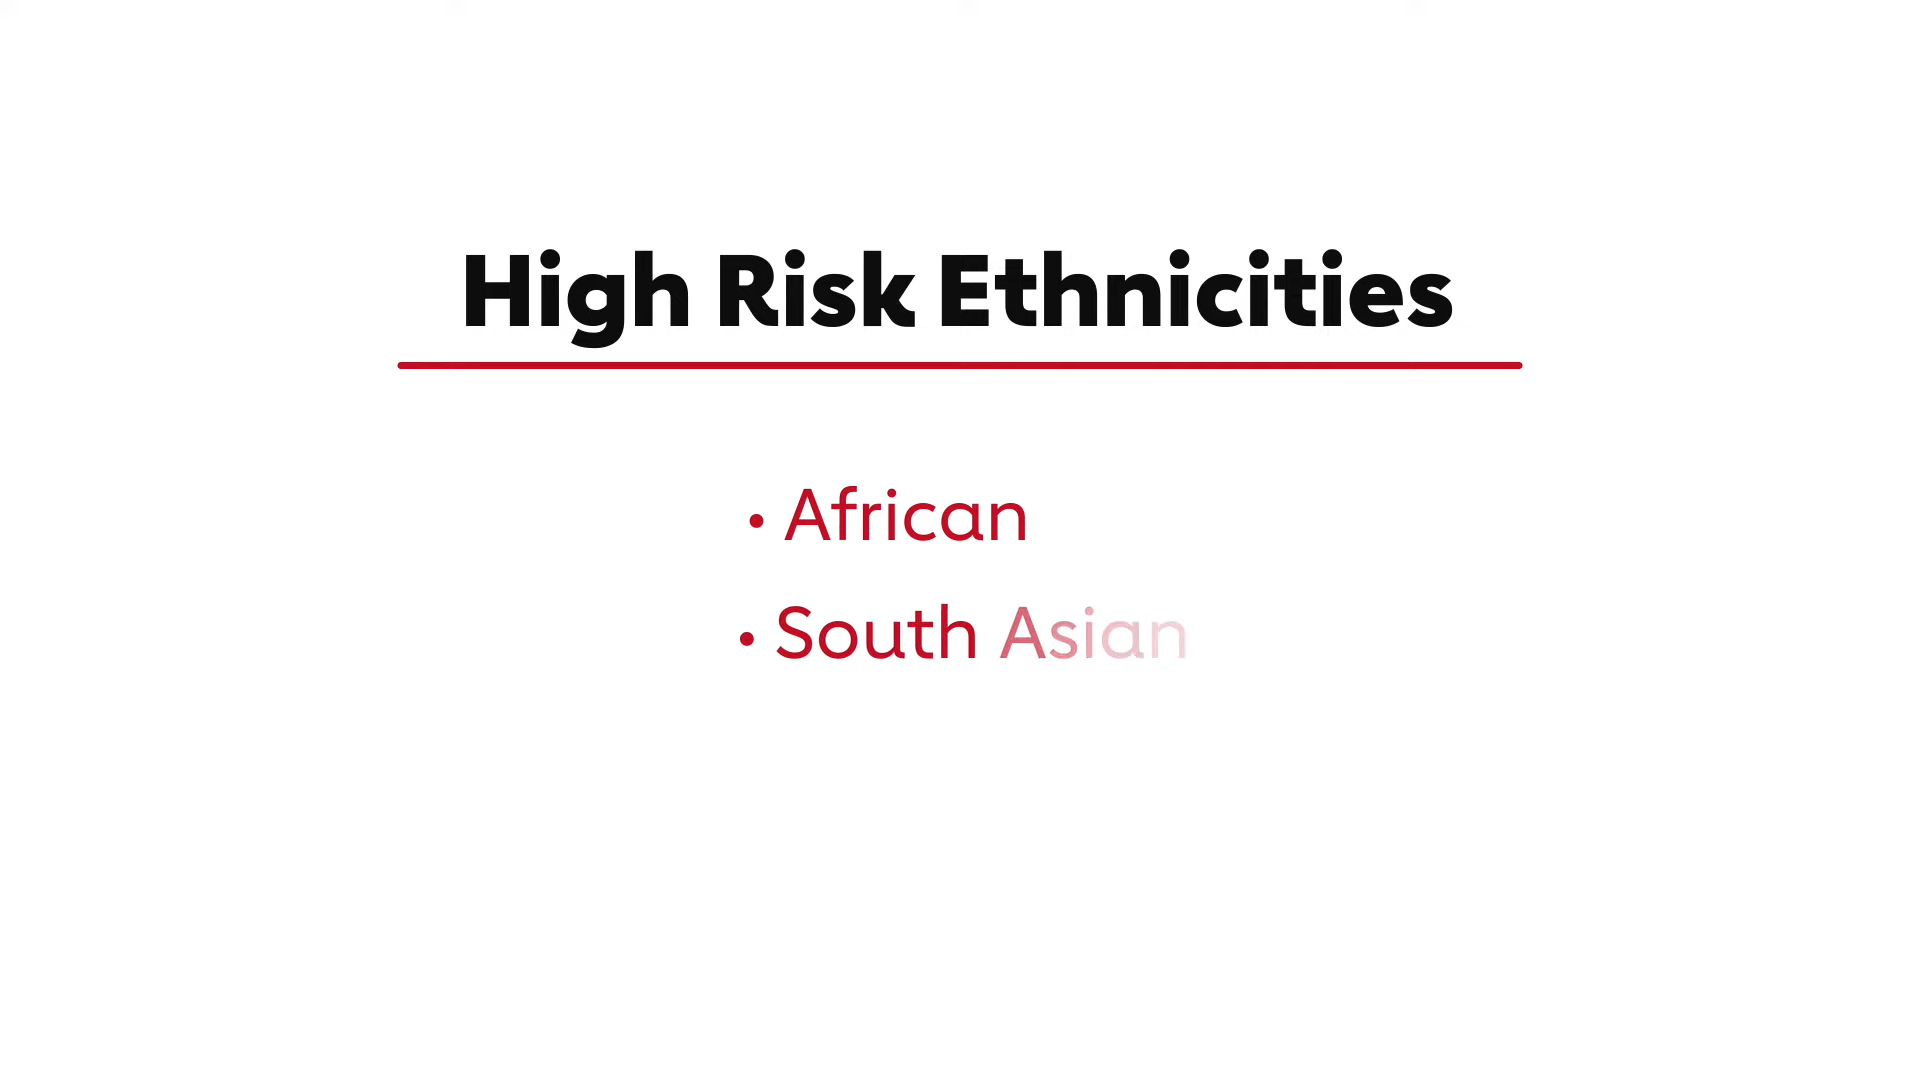 High Risk Ethnicities
• African
• South Asian